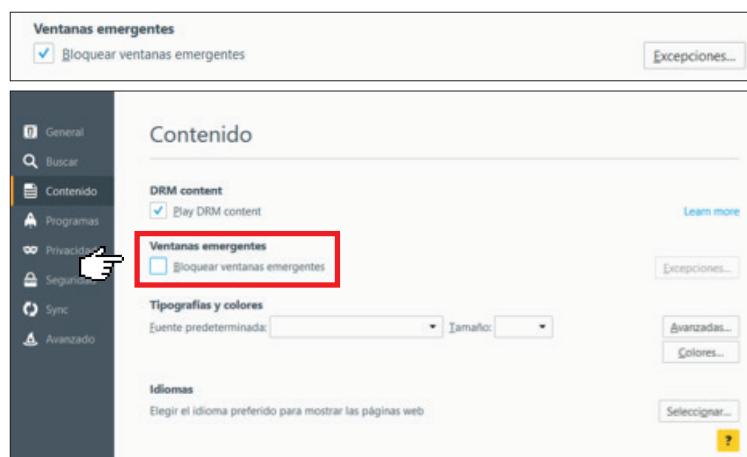 Ventanas emergentes
Bloquear ventanas emergentes
Excepciones...
General
Buscar
Contenido
Programas
Privacidad
Seguridad
Sync
Avanzado
Contenido
DRM content
Play DRM content
Learn more
Ventanas emergentes
Bloquear ventanas emergentes
Excepciones...
Tipografías y colores
Fuente predeterminada:
Tamaño:
Avanzadas...
Colores...
Idiomas
Elegir el idioma preferido para mostrar las páginas web
Seleccignar...
?